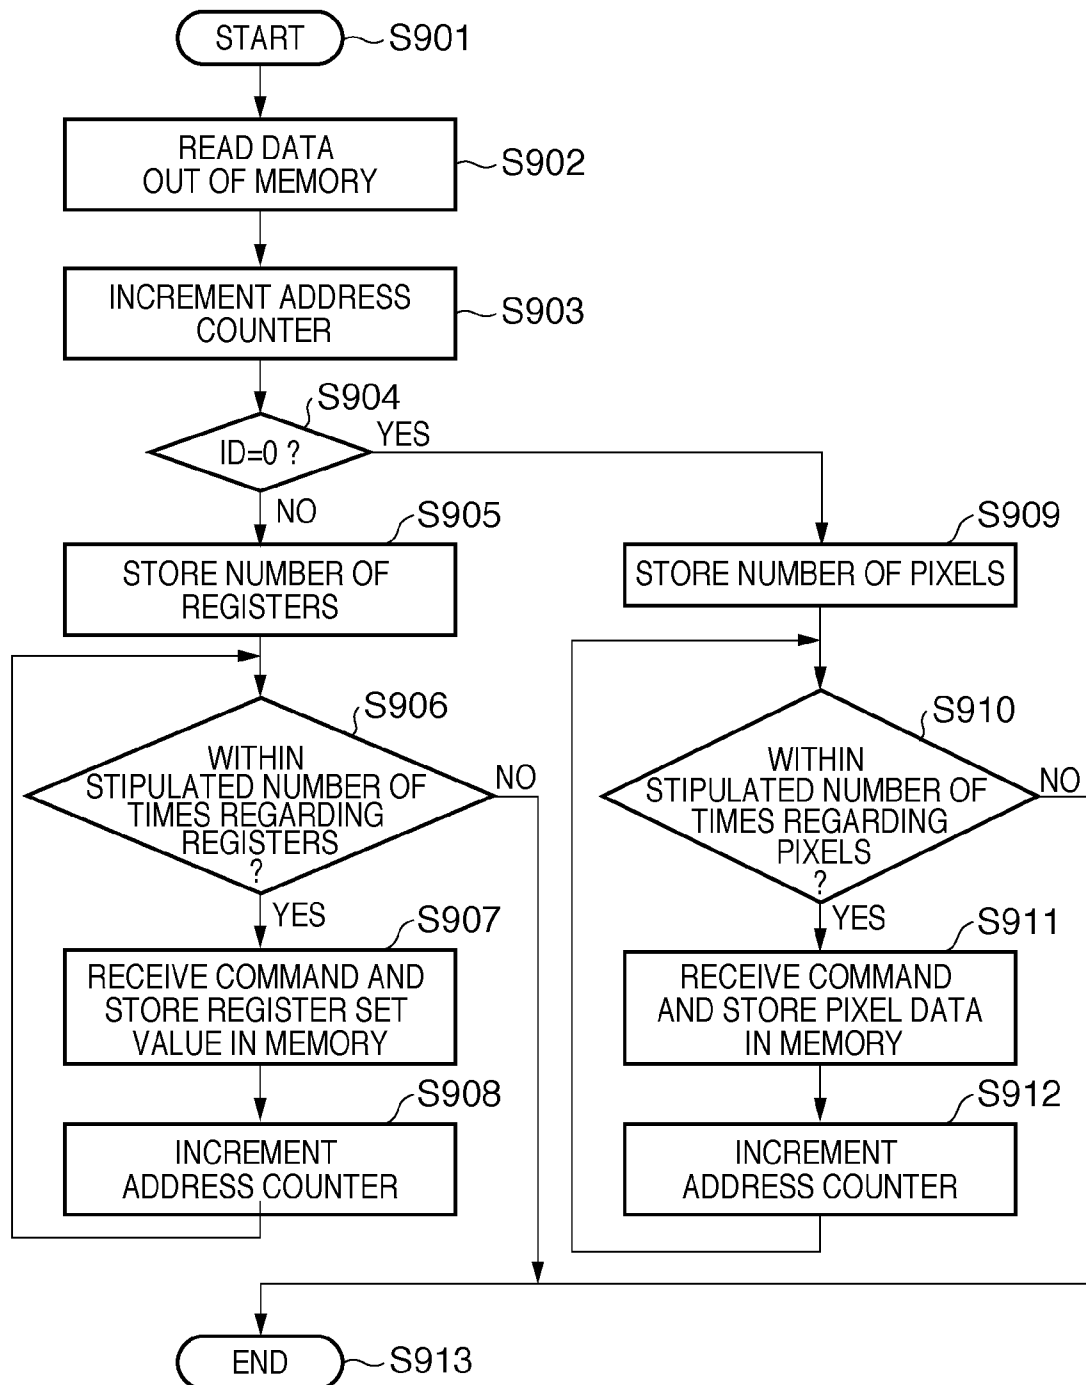 START
S901
READ DATA
OUT OF MEMORY
S902
INCREMENT ADDRESS
COUNTER
S903
S904
ID=0 ?
YES
NO
S905
STORE NUMBER OF
REGISTERS
S909
STORE NUMBER OF PIXELS
S906
WITHIN
STIPULATED NUMBER OF
TIMES REGARDING
REGISTERS
?
NO
YES
S910
WITHIN
STIPULATED NUMBER OF
TIMES REGARDING
PIXELS
?
NO
YES
S907
RECEIVE COMMAND AND
STORE REGISTER SET
VALUE IN MEMORY
S911
RECEIVE COMMAND
AND STORE PIXEL DATA
IN MEMORY
S908
INCREMENT
ADDRESS COUNTER
S912
INCREMENT
ADDRESS COUNTER
END
S913